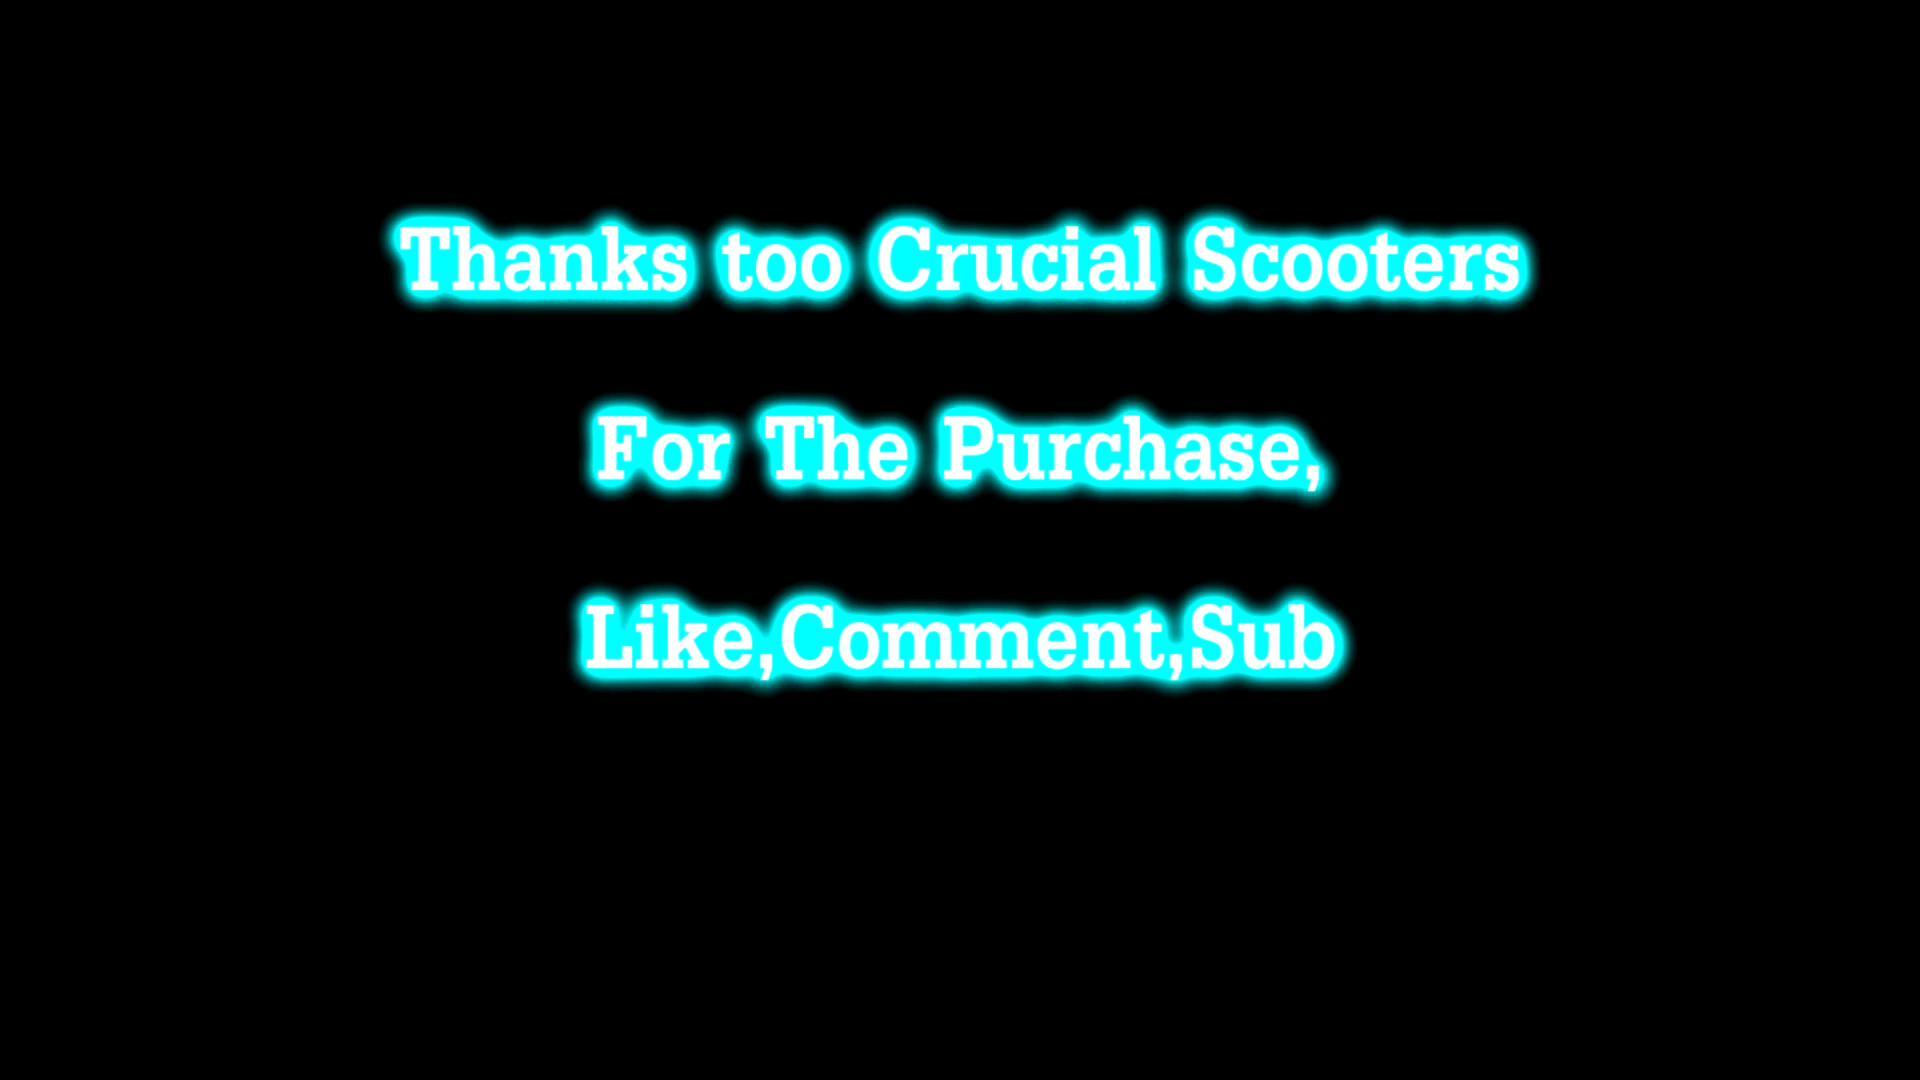 Thanks too Crucial Scooters
For The Purchase,
Like,Comment,Sub